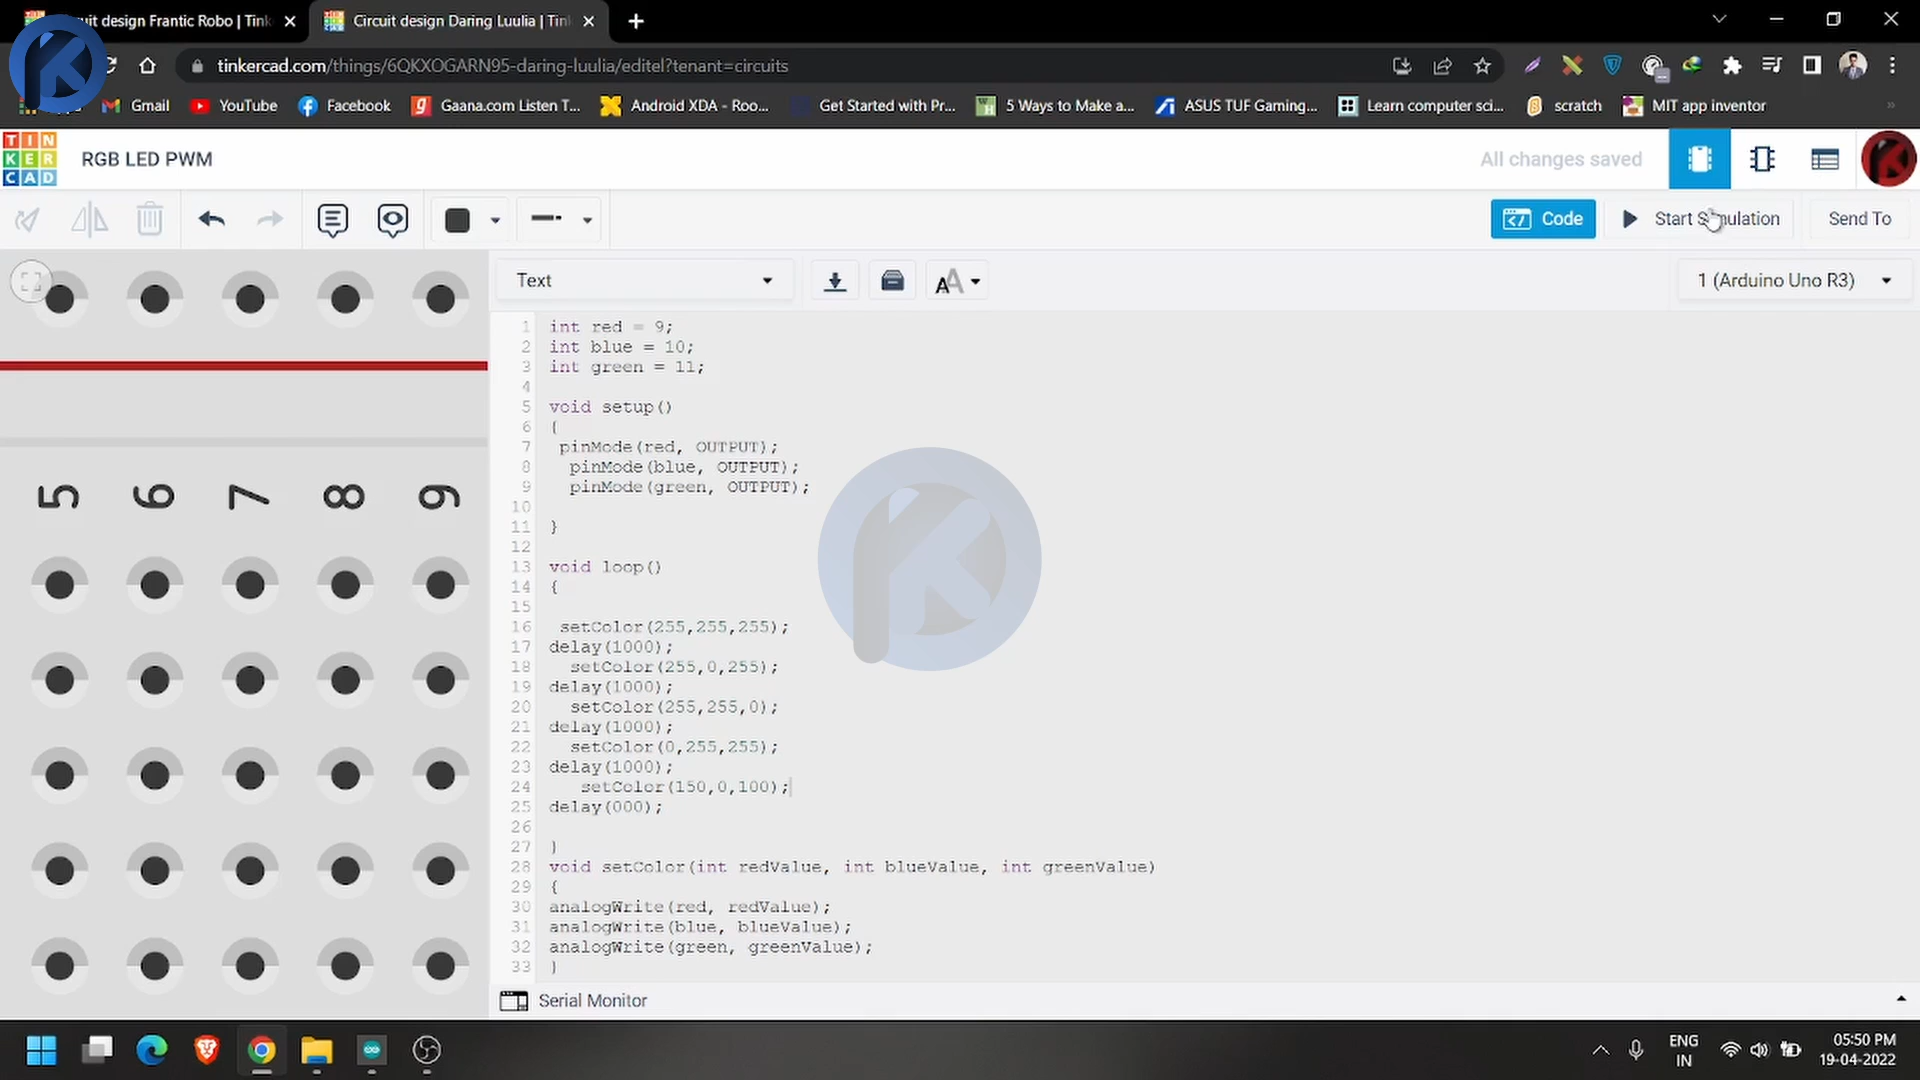 uit design Frantic Robo | Tink
Circuit design Daring Luulia | Tin
tinkercad.com/things/6QKXOGARN95-daring-luulia/editel?tenant=circuits
Gmail
YouTube
Facebook
Gaana.com Listen T...
Android XDA - Roo...
Get Started with Pr...
5 Ways to Make a...
ASUS TUF Gaming...
Learn computer sci...
scratch
MIT app inventor
TIN
KER
CAD
RGB LED PWM
All changes saved
Code
Start Simulation
Send To
Text
1 (Arduino Uno R3)
1 int red = 9;
2 int blue = 10;
3 int green = 11;
4
5 void setup()
6 {
7 pinMode(red, OUTPUT);
8 pinMode(blue, OUTPUT);
9 pinMode(green, OUTPUT);
10
11 }
12
13 void loop()
14 {
15
16 setColor(255,255,255);
17 delay(1000);
18 setColor(255,0,255);
19 delay(1000);
20 setColor(255,255,0);
21 delay(1000);
22 setColor(0,255,255);
23 delay(1000);
24 setColor(150,0,100);
25 delay(000);
26
27 }
28 void setColor(int redValue, int blueValue, int greenValue)
29 {
30 analogWrite(red, redValue);
31 analogWrite(blue, blueValue);
32 analogWrite(green, greenValue);
33 }
5 6 7 8 9
Serial Monitor
ENG
IN
05:50 PM
19-04-2022